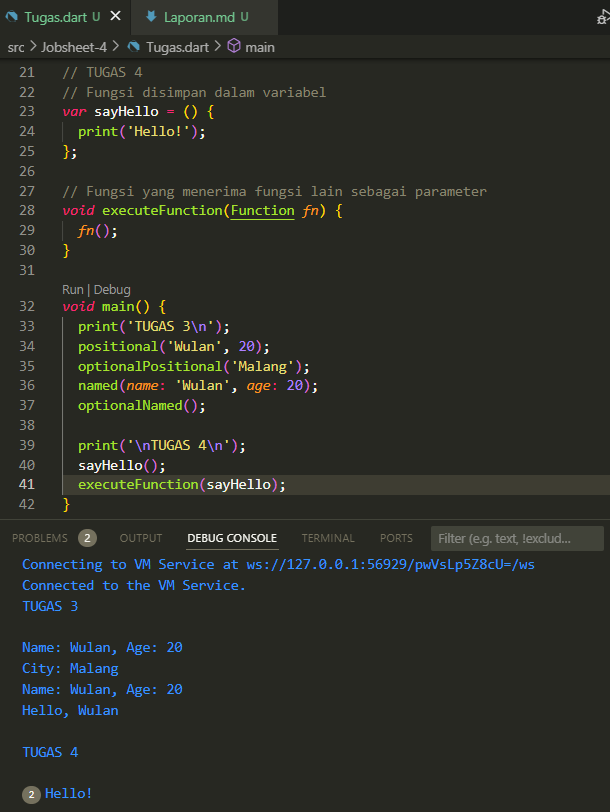 Tugas.dart U
Laporan.md U
src > Jobsheet-4 > Tugas.dart > main
21 // TUGAS 4
22 // Fungsi disimpan dalam variabel
23 var sayHello = () {
24 print('Hello!');
25 };
26
27 // Fungsi yang menerima fungsi lain sebagai parameter
28 void executeFunction(Function fn) {
29 fn();
30 }
31
Run | Debug
32 void main() {
33 print('TUGAS 3\n');
34 positional('Wulan', 20);
35 optionalPositional('Malang');
36 named(name: 'Wulan', age: 20);
37 optionalNamed();
38
39 print('\nTUGAS 4\n');
40 sayHello();
41 executeFunction(sayHello);
42 }
PROBLEMS 2 OUTPUT DEBUG CONSOLE TERMINAL PORTS Filter (e.g. text, !exclud...
Connecting to VM Service at ws://127.0.0.1:56929/pwVsLp5Z8cU=/ws
Connected to the VM Service.
TUGAS 3
Name: Wulan, Age: 20
City: Malang
Name: Wulan, Age: 20
Hello, Wulan
TUGAS 4
2 Hello!